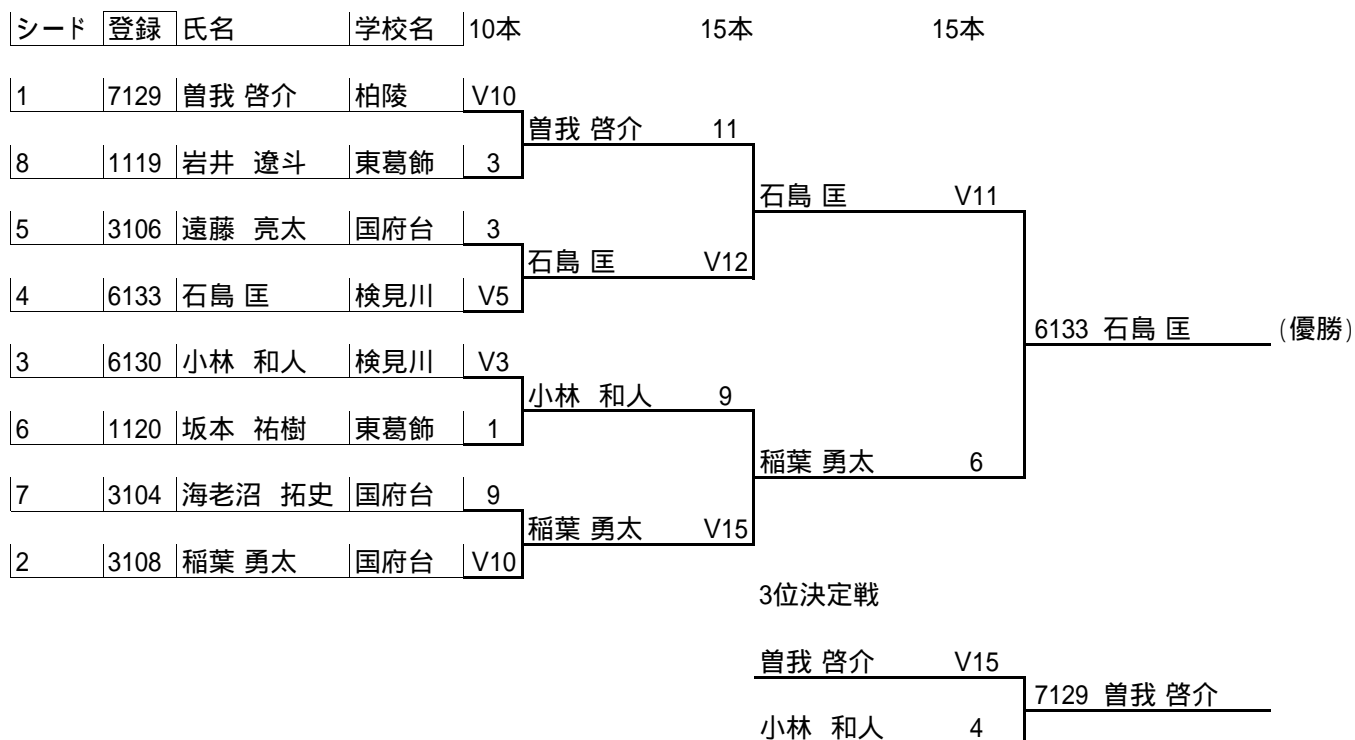 シード 登録 氏名 学校名 10本 15本 15本
1 7129 曽我 啓介 柏陵 V10
曽我 啓介 11
8 1119 岩井 遼斗 東葛飾 3
石島 匡 V11
5 3106 遠藤 亮太 国府台 3
石島 匡 V12
4 6133 石島 匡 検見川 V5
6133 石島 匡 (優勝)
3 6130 小林 和人 検見川 V3
小林 和人 9
6 1120 坂本 祐樹 東葛飾 1
稲葉 勇太 6
7 3104 海老沼 拓史 国府台 9
稲葉 勇太 V15
2 3108 稲葉 勇太 国府台 V10
3位決定戦
曽我 啓介 V15
7129 曽我 啓介
小林 和人 4